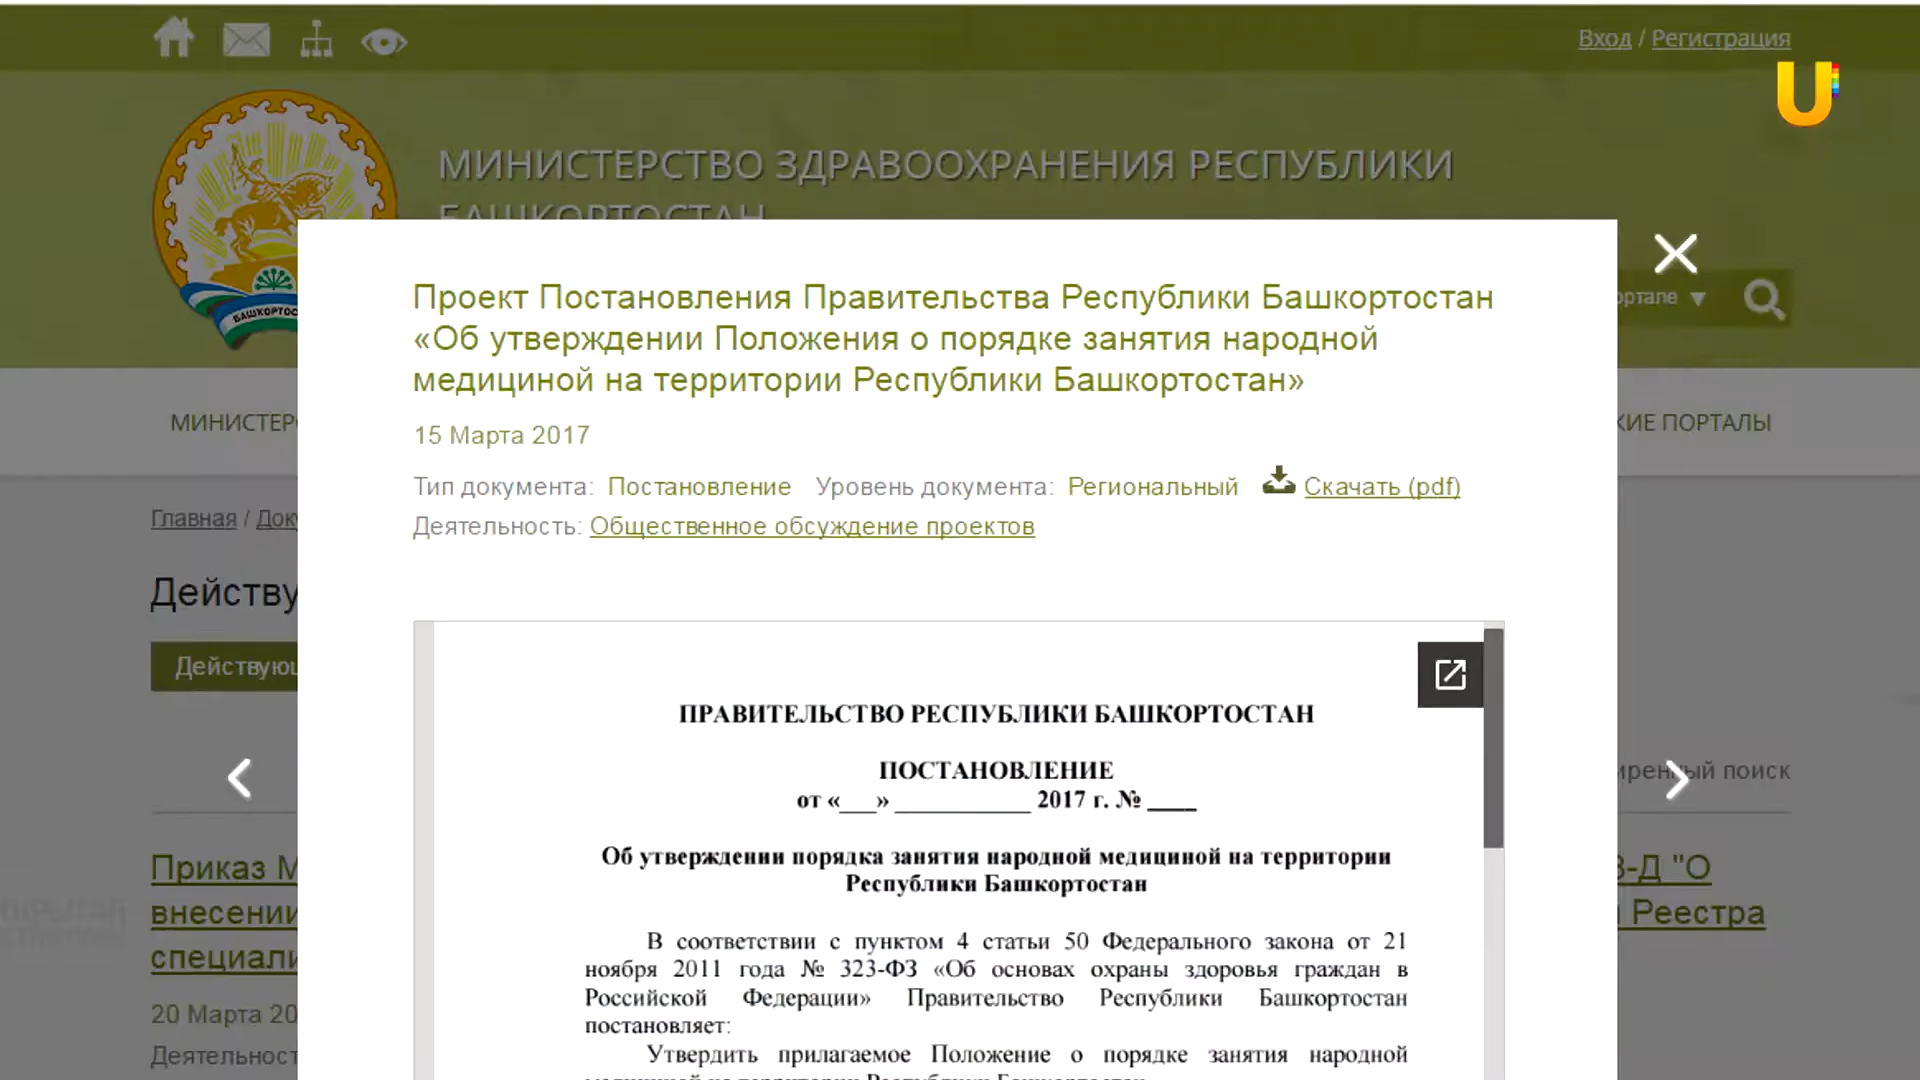 Вход / Регистрация
U
МИНИСТЕРСТВО ЗДРАВООХРАНЕНИЯ РЕСПУБЛИКИ
БАШКОРТОСТАН
Проект Постановления Правительства Республики Башкортостан
«Об утверждении Положения о порядке занятия народной
медициной на территории Республики Башкортостан»
15 Марта 2017
Тип документа: Постановление Уровень документа: Региональный Скачать (pdf)
Деятельность: Общественное обсуждение проектов
МИНИСТЕР
КИЕ ПОРТАЛЫ
Главная / Док
Действу
Действую
ПРАВИТЕЛЬСТВО РЕСПУБЛИКИ БАШКОРТОСТАН
ПОСТАНОВЛЕНИЕ
от «___» __________ 2017 г. № ____
Об утверждении порядка занятия народной медициной на территории
Республики Башкортостан
В соответствии с пунктом 4 статьи 50 Федерального закона от 21
ноября 2011 года № 323-ФЗ «Об основах охраны здоровья граждан в
Российской Федерации» Правительство Республики Башкортостан
постановляет:
Утвердить прилагаемое Положение о порядке занятия народной
поиск
Приказ М
внесении
специали
20 Марта 20
Деятельност
З-Д "О
Реестра